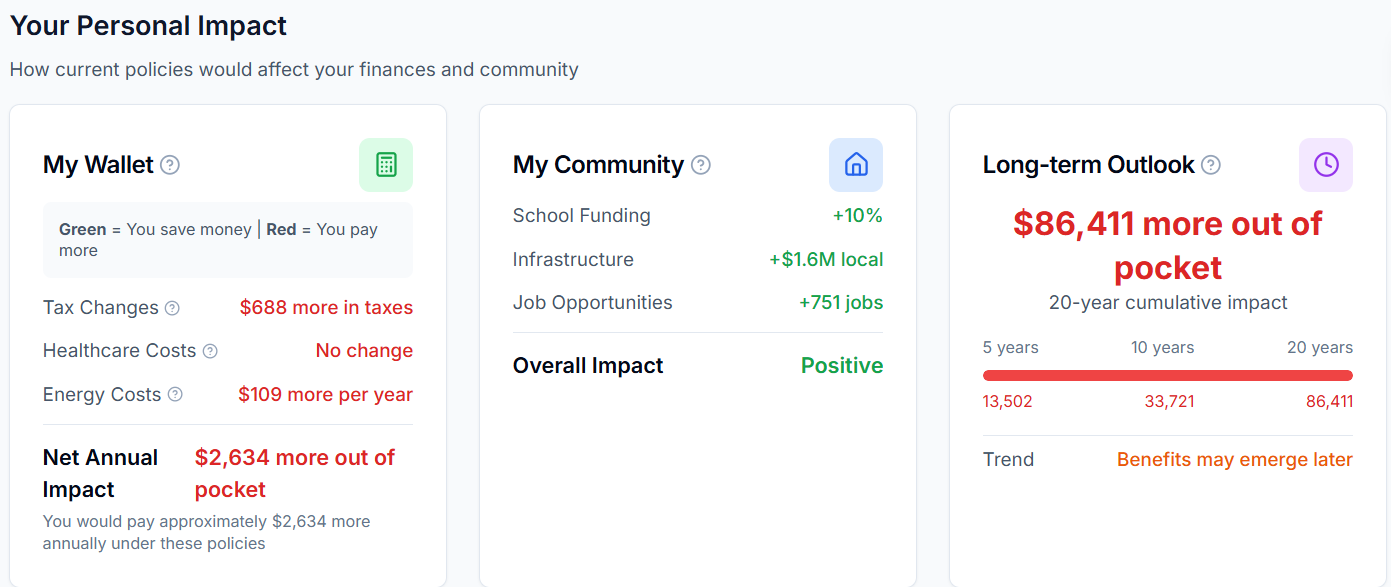 Your Personal Impact
How current policies would affect your finances and community
My Wallet ?
Green = You save money | Red = You pay
more
Tax Changes ? $688 more in taxes
Healthcare Costs ? No change
Energy Costs ? $109 more per year
Net Annual
Impact
$2,634 more out of
pocket
You would pay approximately $2,634 more
annually under these policies
My Community ?
School Funding +10%
Infrastructure +$1.6M local
Job Opportunities +751 jobs
Overall Impact Positive
Long-term Outlook ?
$86,411 more out of
pocket
20-year cumulative impact
5 years 10 years 20 years
13,502 33,721 86,411
Trend Benefits may emerge later